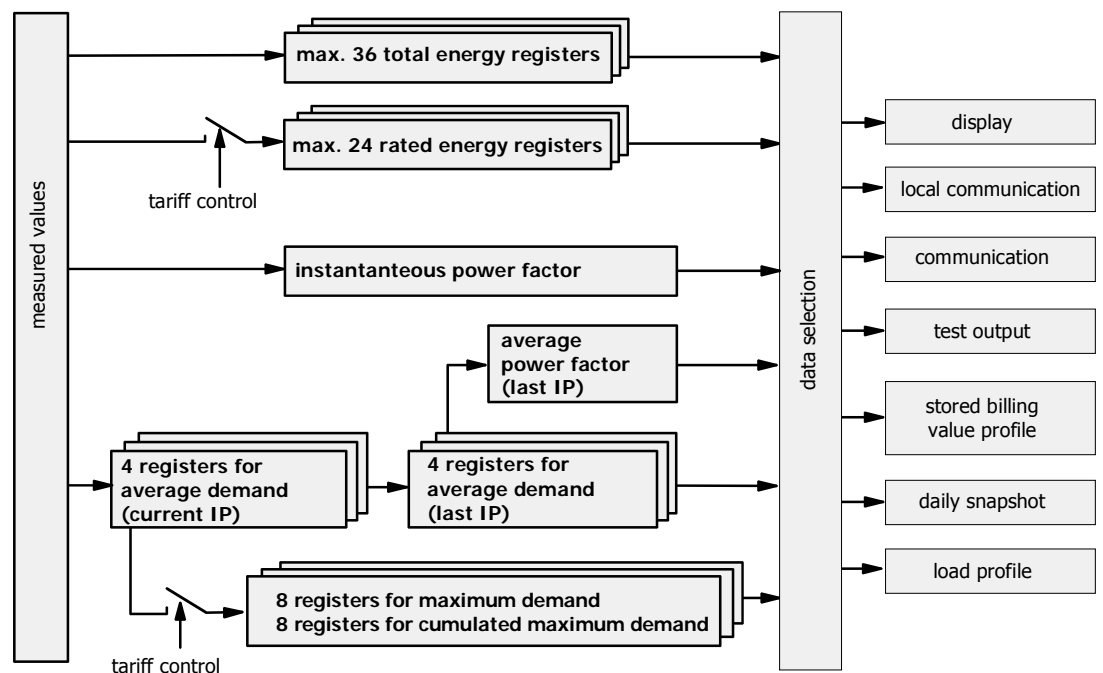 measured values
max. 36 total energy registers
max. 24 rated energy registers
tariff control
instantanteous power factor
average
power factor
(last IP)
4 registers for
average demand
(current IP)
4 registers for
average demand
(last IP)
8 registers for maximum demand
8 registers for cumulated maximum demand
tariff control
data selection
display
local communication
communication
test output
stored billing
value profile
daily snapshot
load profile